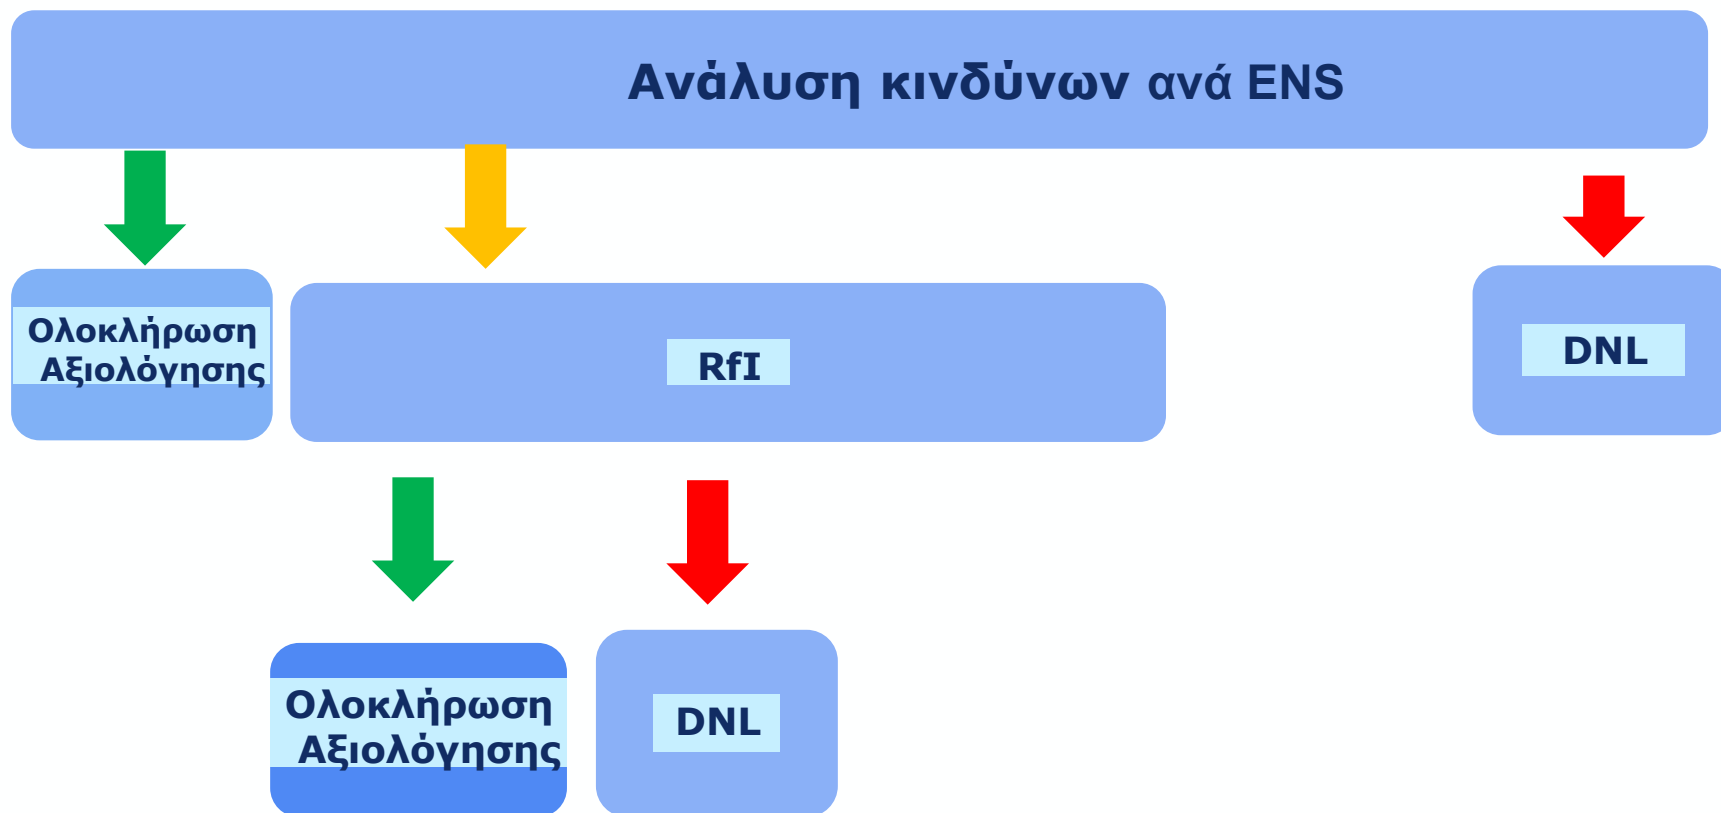 Ανάλυση κινδύνων ανά ENS
Ολοκλήρωση
Αξιολόγησης
RfI
DNL
Ολοκλήρωση
Αξιολόγησης
DNL